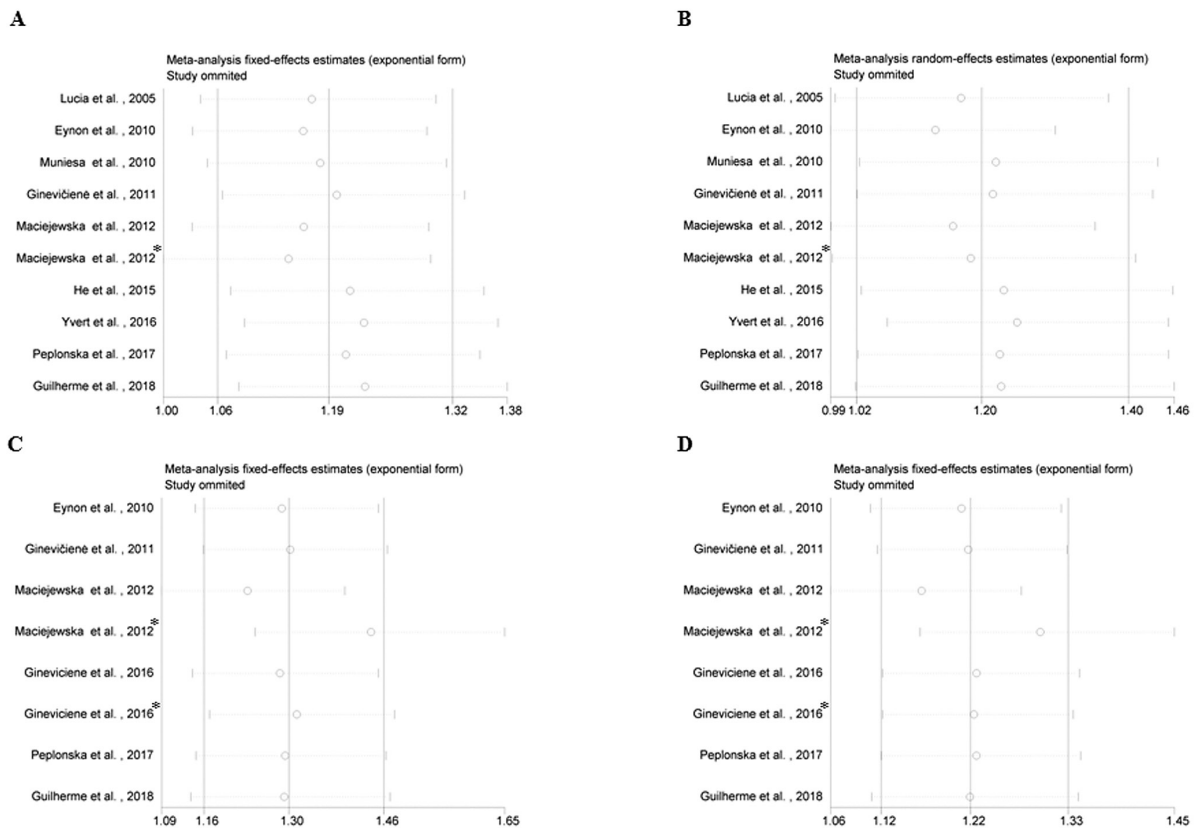 A
Meta-analysis fixed-effects estimates (exponential form)
Study ommited
Lucia et al. , 2005
Eynon et al. , 2010
Muniesa et al. , 2010
Ginevičienė et al. , 2011
Maciejewska et al. , 2012
Maciejewska et al. , 2012*
He et al. , 2015
Yvert et al. , 2016
Peplonska et al. , 2017
Guilherme et al. , 2018
1.00 1.06 1.19 1.32 1.38
B
Meta-analysis random-effects estimates (exponential form)
Study ommited
Lucia et al. , 2005
Eynon et al. , 2010
Muniesa et al. , 2010
Ginevičienė et al. , 2011
Maciejewska et al. , 2012
Maciejewska et al. , 2012*
He et al. , 2015
Yvert et al. , 2016
Peplonska et al. , 2017
Guilherme et al. , 2018
0.99 1.02 1.20 1.40 1.46
C
Meta-analysis fixed-effects estimates (exponential form)
Study ommited
Eynon et al. , 2010
Ginevičienė et al. , 2011
Maciejewska et al. , 2012
Maciejewska et al. , 2012*
Gineviciene et al. , 2016
Gineviciene et al. , 2016*
Peplonska et al. , 2017
Guilherme et al. , 2018
1.09 1.16 1.30 1.46 1.65
D
Meta-analysis fixed-effects estimates (exponential form)
Study ommited
Eynon et al. , 2010
Ginevičienė et al. , 2011
Maciejewska et al. , 2012
Maciejewska et al. , 2012*
Gineviciene et al. , 2016
Gineviciene et al. , 2016*
Peplonska et al. , 2017
Guilherme et al. , 2018
1.06 1.12 1.22 1.33 1.45